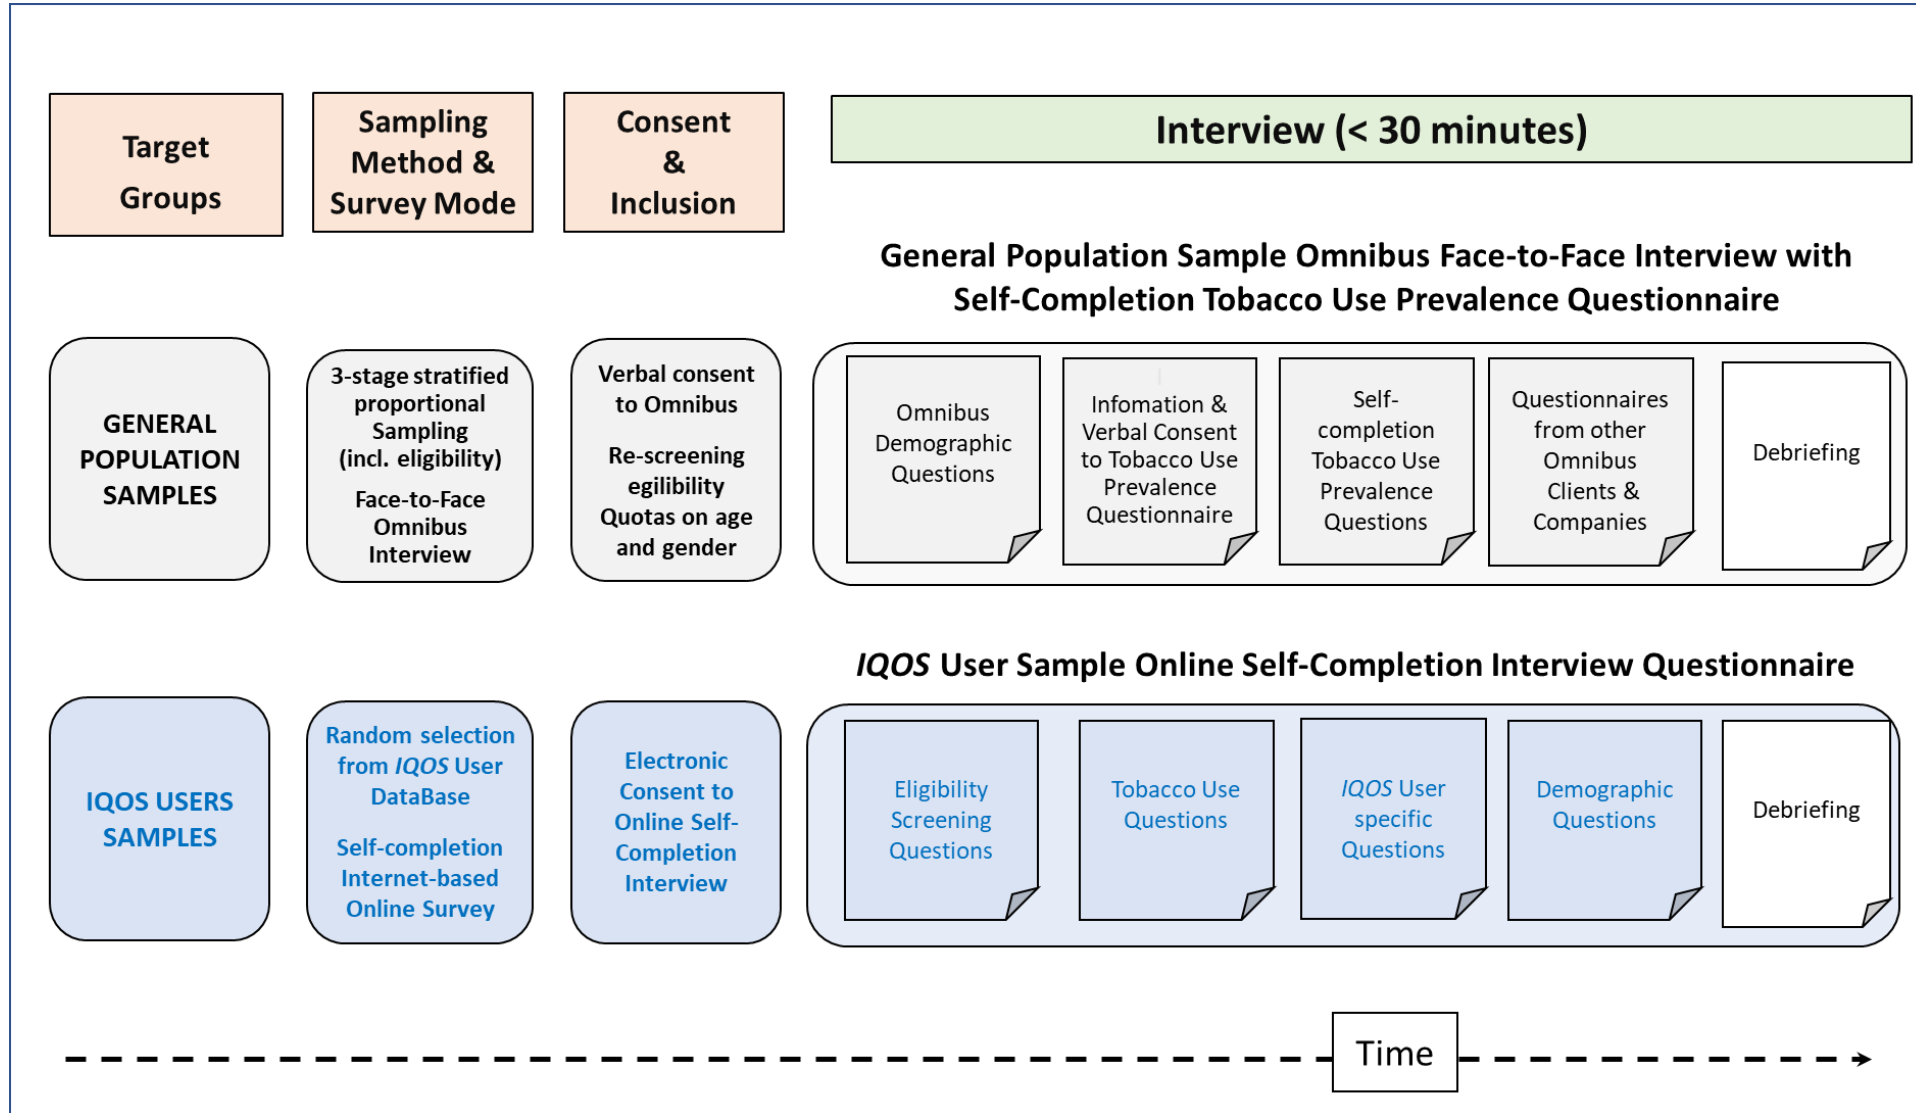 Target
Groups
Sampling
Method &
Survey Mode
Consent
&
Inclusion
Interview (< 30 minutes)
General Population Sample Omnibus Face-to-Face Interview with
Self-Completion Tobacco Use Prevalence Questionnaire
GENERAL
POPULATION
SAMPLES
3-stage stratified
proportional
Sampling
(incl. eligibility)
Face-to-Face
Omnibus
Interview
Verbal consent
to Omnibus
Re-screening
egilibility
Quotas on age
and gender
Omnibus
Demographic
Questions
Infomation &
Verbal Consent
to Tobacco Use
Prevalence
Questionnaire
Self-
completion
Tobacco Use
Prevalence
Questions
Questionnaires
from other
Omnibus
Clients &
Companies
Debriefing
IQOS User Sample Online Self-Completion Interview Questionnaire
IQOS USERS
SAMPLES
Random selection
from IQOS User
DataBase
Self-completion
Internet-based
Online Survey
Electronic
Consent to
Online Self-
Completion
Interview
Eligibility
Screening
Questions
Tobacco Use
Questions
IQOS User
specific
Questions
Demographic
Questions
Debriefing
Time